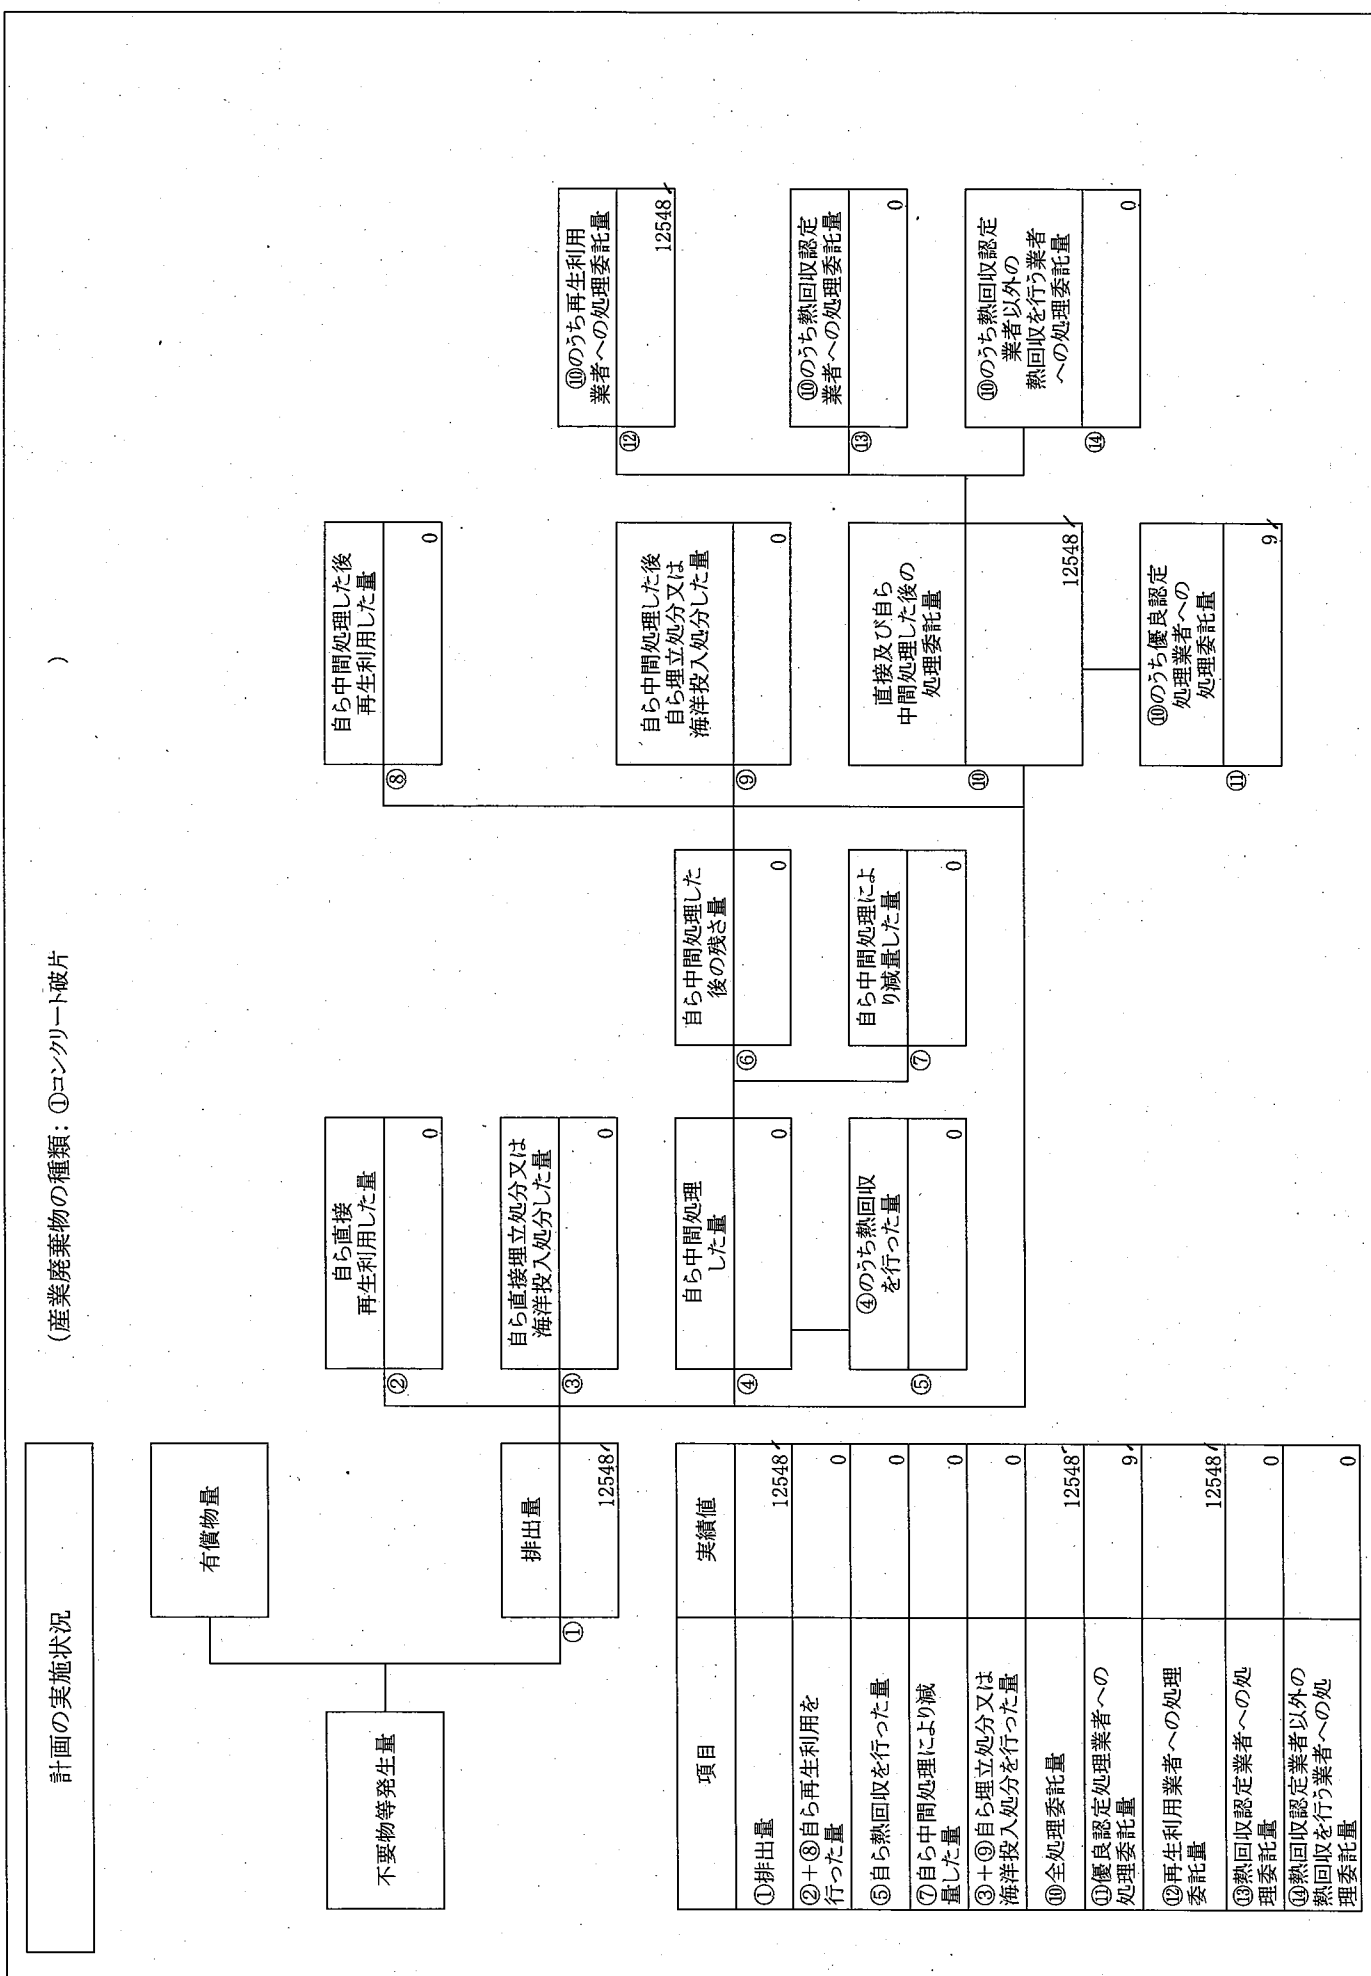 計画の実施状況
(産業廃棄物の種類：①コンクリート破片　)
不要物等発生量
有償物量
排出量
①
12548
②
自ら直接
再生利用した量
0
③
自ら直接埋立処分又は
海洋投入処分した量
0
④
自ら中間処理
した量
0
⑤
④のうち熱回収
を行った量
0
⑥
自ら中間処理した
後の残さ量
0
⑦
自ら中間処理によ
り減量した量
0
⑧
自ら中間処理した後
再生利用した量
0
⑨
自ら中間処理した後
自ら埋立処分又は
海洋投入処分した量
0
⑩
直接及び自ら
中間処理した後の
処理委託量
12548
⑪
⑩のうち優良認定
処理業者への
処理委託量
9
⑫
⑩のうち再生利用
業者への処理委託量
12548
⑬
⑩のうち熱回収認定
業者への処理委託量
0
⑭
⑩のうち熱回収認定
業者以外の
熱回収を行う業者
への処理委託量
0
項目 実績値
①排出量 12548
②＋⑧自ら再生利用を
行った量 0
⑤自ら熱回収を行った量 0
⑦自ら中間処理により減
量した量 0
③＋⑨自ら埋立処分又は
海洋投入処分を行った量 0
⑩全処理委託量 12548
⑪優良認定処理業者への
処理委託量 9
⑫再生利用業者への処理
委託量 12548
⑬熱回収認定業者への処
理委託量 0
⑭熱回収認定業者以外の
熱回収を行う業者への処
理委託量 0